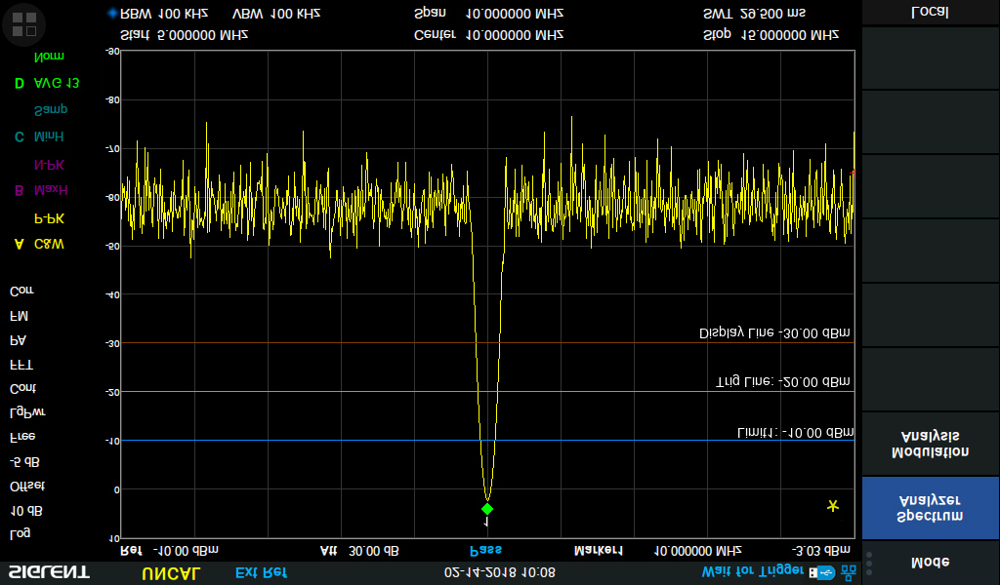 SIGLENT UNCAL Ext Ref 02-14-2018 10:08 Wait for Trigger
Ref -10.00 dBm Att 30.00 dB Pass Marker1 10.000000 MHz -3.03 dBm
Log
10 dB
Offset
-5 dB
Free
LgPwr
Cont
FFT
PA
FM
Corr
A C&W
P-PK
B MaxH
N-PK
C MinH
Samp
D AVG 13
Norm
10
0
-10
-20
-30
-40
-50
-60
-70
-80
-90
1
Limit1: -10.00 dBm
Trig Line: -20.00 dBm
Display Line -30.00 dBm
Start 5.000000 MHz Center 10.000000 MHz Stop 15.000000 MHz
RBW 100 kHz VBW 100 kHz Span 10.000000 MHz SWT 29.500 ms
Mode
Spectrum
Analyzer
Modulation
Analysis
Local